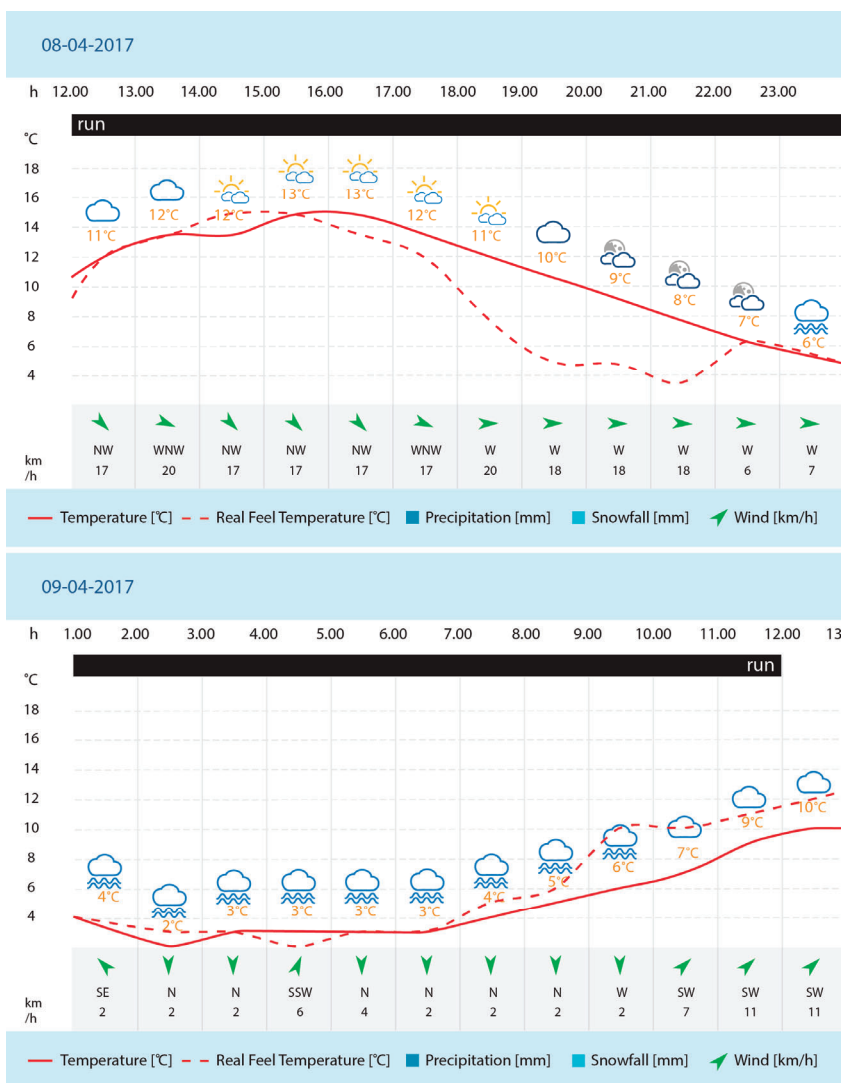 08-04-2017
h 12.00 13.00 14.00 15.00 16.00 17.00 18.00 19.00 20.00 21.00 22.00 23.00
run
°C
18
16
14
12
10
8
6
4
11°C 12°C 12°C 13°C 13°C 12°C 11°C 10°C 9°C 8°C 7°C 6°C
NW WNW NW NW NW WNW W W W W W W
km
/h
17 20 17 17 17 17 20 18 18 18 6 7
Temperature [°C] Real Feel Temperature [°C] Precipitation [mm] Snowfall [mm] Wind [km/h]
09-04-2017
h 1.00 2.00 3.00 4.00 5.00 6.00 7.00 8.00 9.00 10.00 11.00 12.00 13
run
°C
18
16
14
12
10
8
6
4
4°C 2°C 3°C 3°C 3°C 3°C 4°C 5°C 6°C 7°C 9°C 10°C
SE N N SSW N N N N W SW SW SW
km
/h
2 2 2 6 4 2 2 2 2 7 11 11
Temperature [°C] Real Feel Temperature [°C] Precipitation [mm] Snowfall [mm] Wind [km/h]